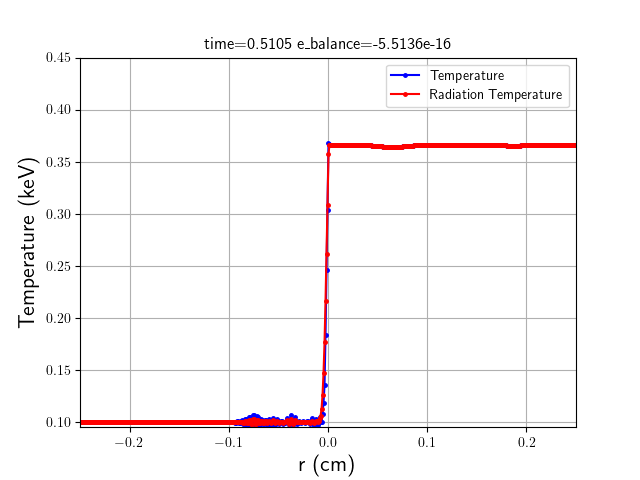 time=0.5105 e_balance=-5.5136e-16
0.45
0.40
0.35
0.30
0.25
0.20
0.15
0.10
Temperature (keV)
Temperature
Radiation Temperature
−0.2
−0.1
0.0
0.1
0.2
r (cm)